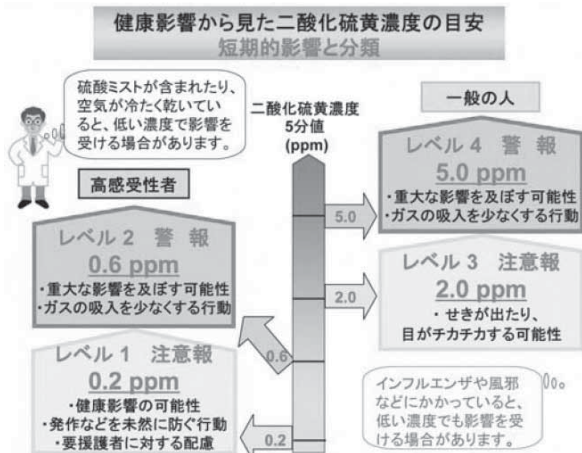 健康影響から見た二酸化硫黄濃度の目安
短期的影響と分類
硫酸ミストが含まれたり、
空気が冷たく乾いてい
ると、低い濃度で影響を
受ける場合があります。
高感受性者
レベル 2 警 報
0.6 ppm
・重大な影響を及ぼす可能性
・ガスの吸入を少なくする行動
レベル 1 注意報
0.2 ppm
・健康影響の可能性
・発作などを未然に防ぐ行動
・要援護者に対する配慮
二酸化硫黄濃度
5分値
(ppm)
5.0
2.0
0.6
0.2
一般の人
レベル 4 警 報
5.0 ppm
・重大な影響を及ぼす可能性
・ガスの吸入を少なくする行動
レベル 3 注意報
2.0 ppm
・せきが出たり、
目がチカチカする可能性
インフルエンザや風邪
などにかかっていると、
低い濃度でも影響を受
ける場合があります。